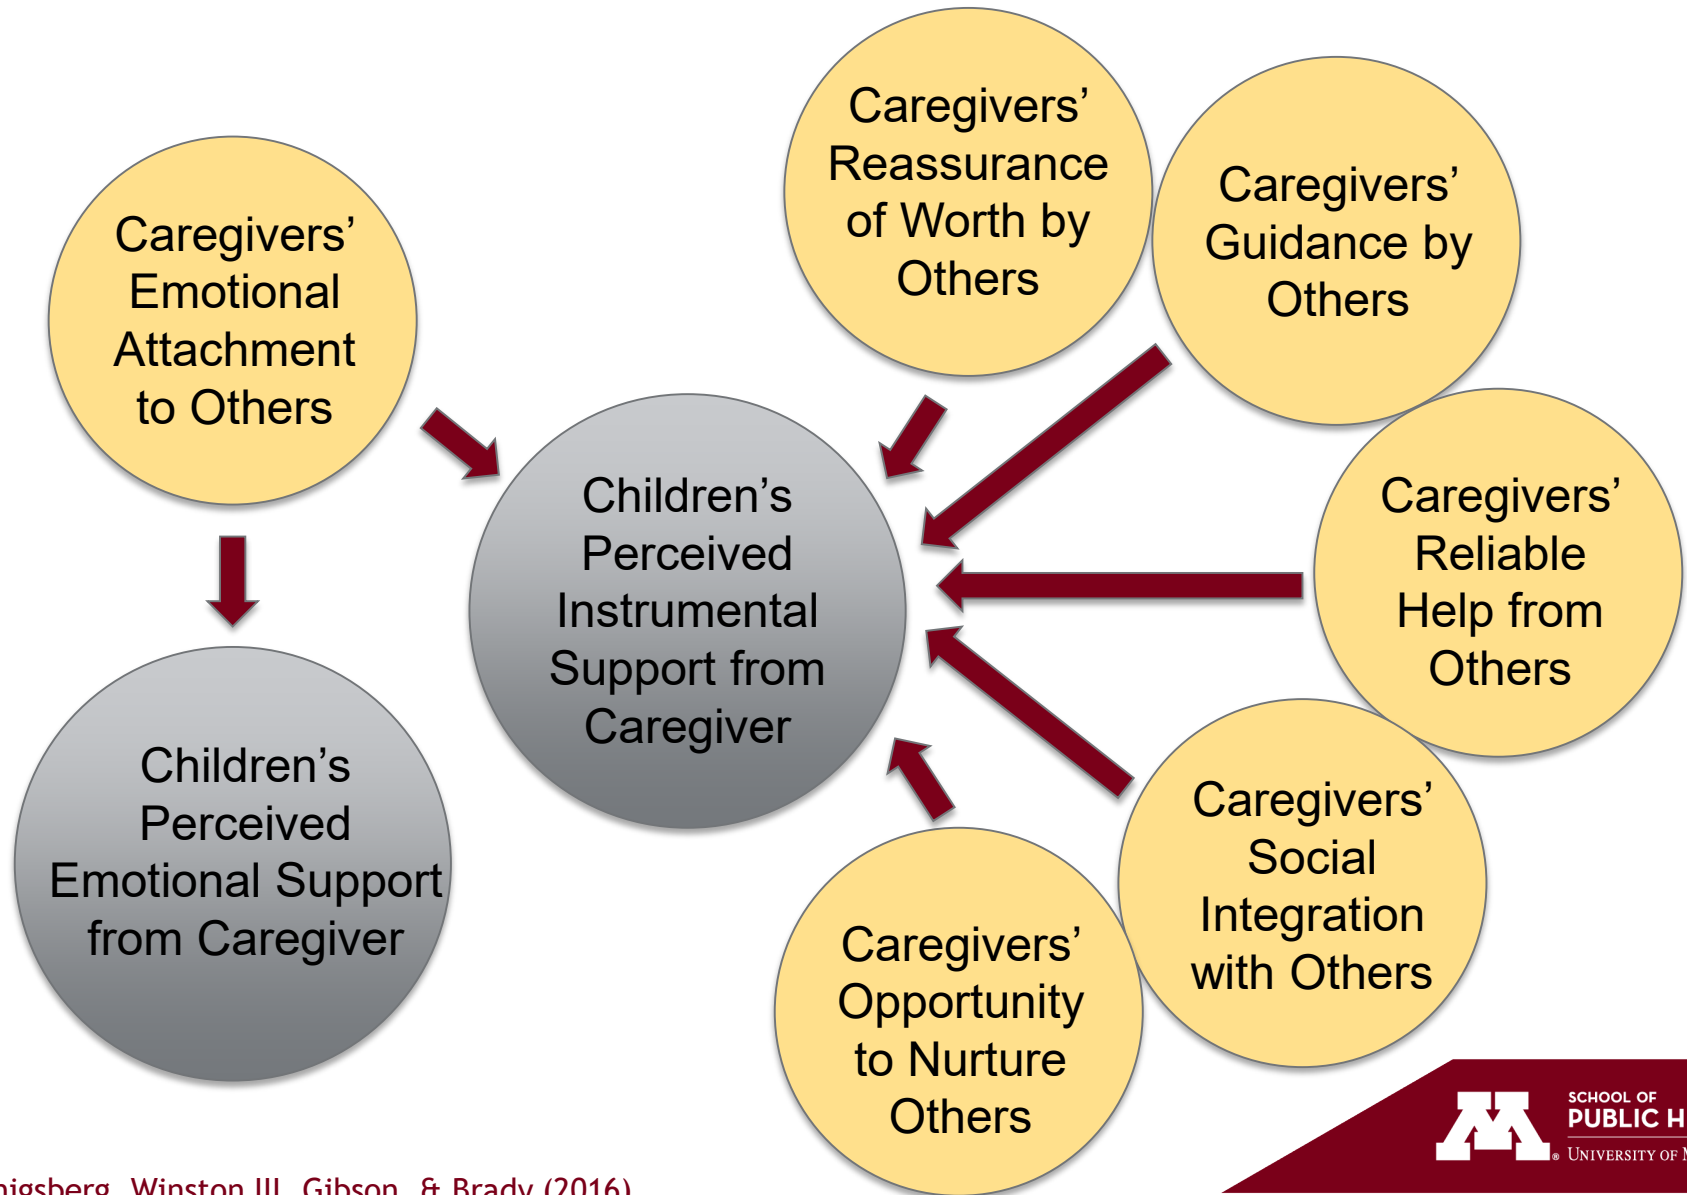 Caregivers'
Emotional
Attachment
to Others
Children's
Perceived
Emotional Support
from Caregiver
Children's
Perceived
Instrumental
Support from
Caregiver
Caregivers'
Reassurance
of Worth by
Others
Caregivers'
Guidance by
Others
Caregivers'
Reliable
Help from
Others
Caregivers'
Social
Integration
with Others
Caregivers'
Opportunity
to Nurture
Others
Winston III, Gibson, & Brady (2016)
M
SCHOOL OF
PUBLIC
UNIVERSITY OF